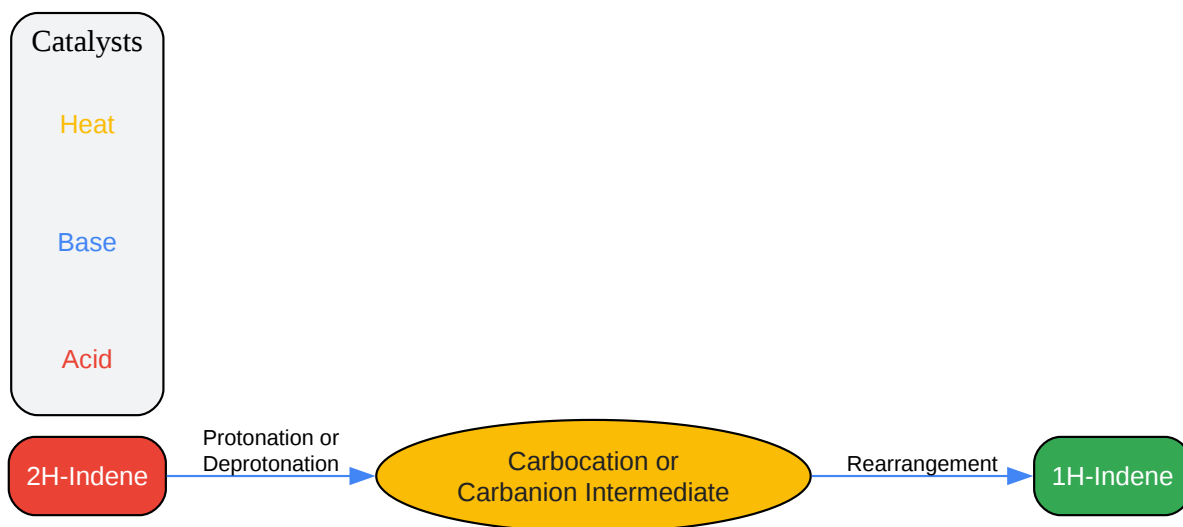 Catalysts
Heat
Base
Acid
2H-Indene
Protonation or
Deprotonation
Carbocation or
Carbanion Intermediate
Rearrangement
1H-Indene